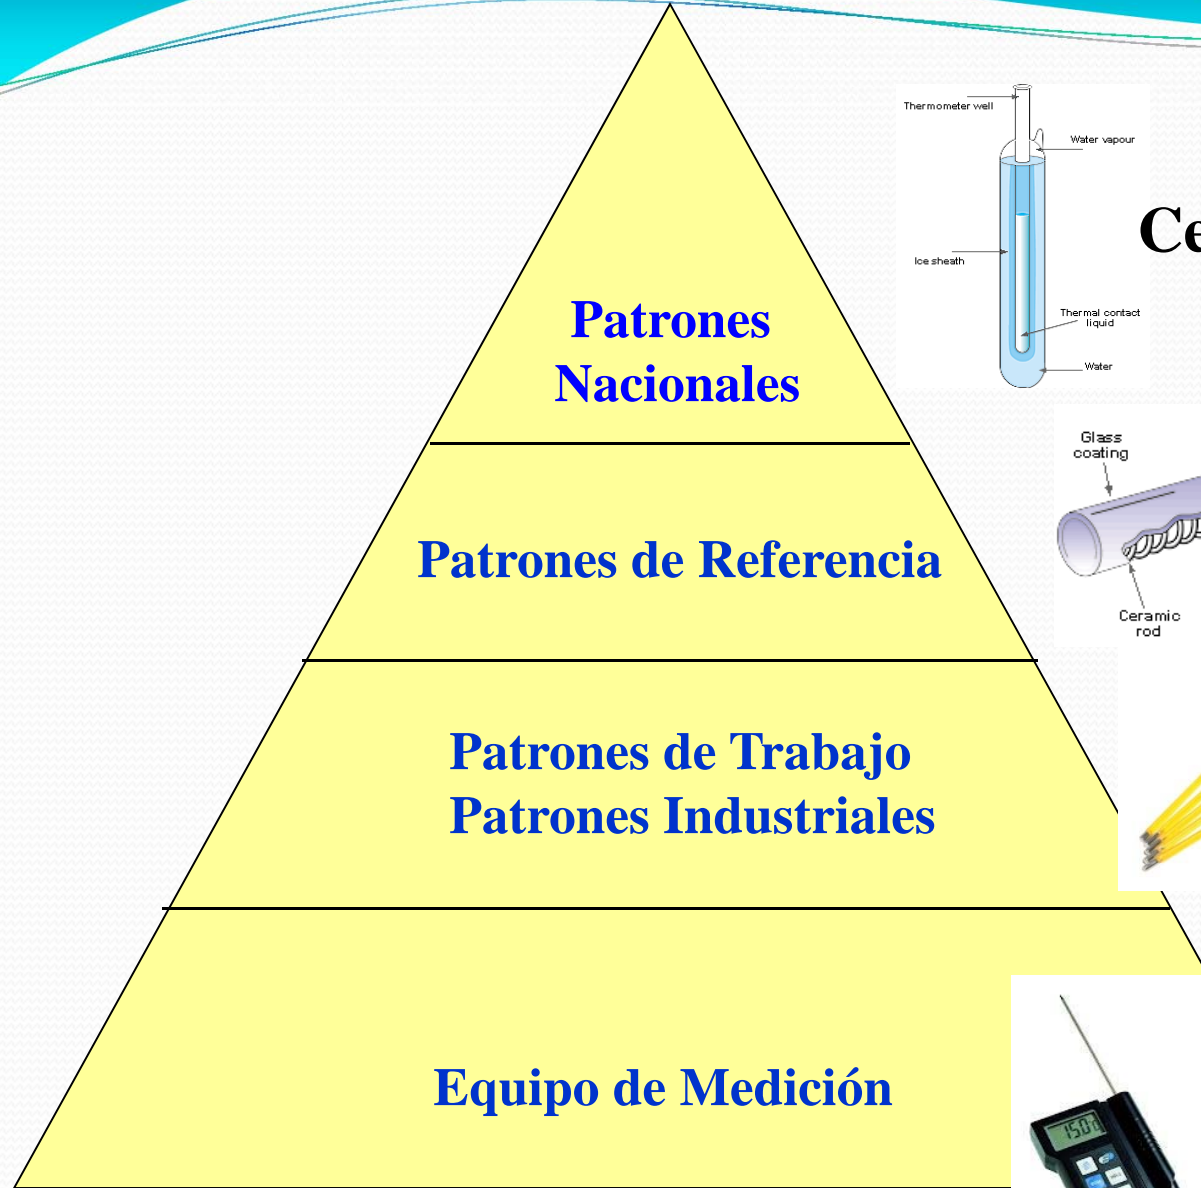 Thermometer well
Water vapour
Ce
Ice sheath
Thermal contact
liquid
Water
Patrones
Nacionales
Glass
coating
Patrones de Referencia
Ceramic
rod
Patrones de Trabajo
Patrones Industriales
Equipo de Medición